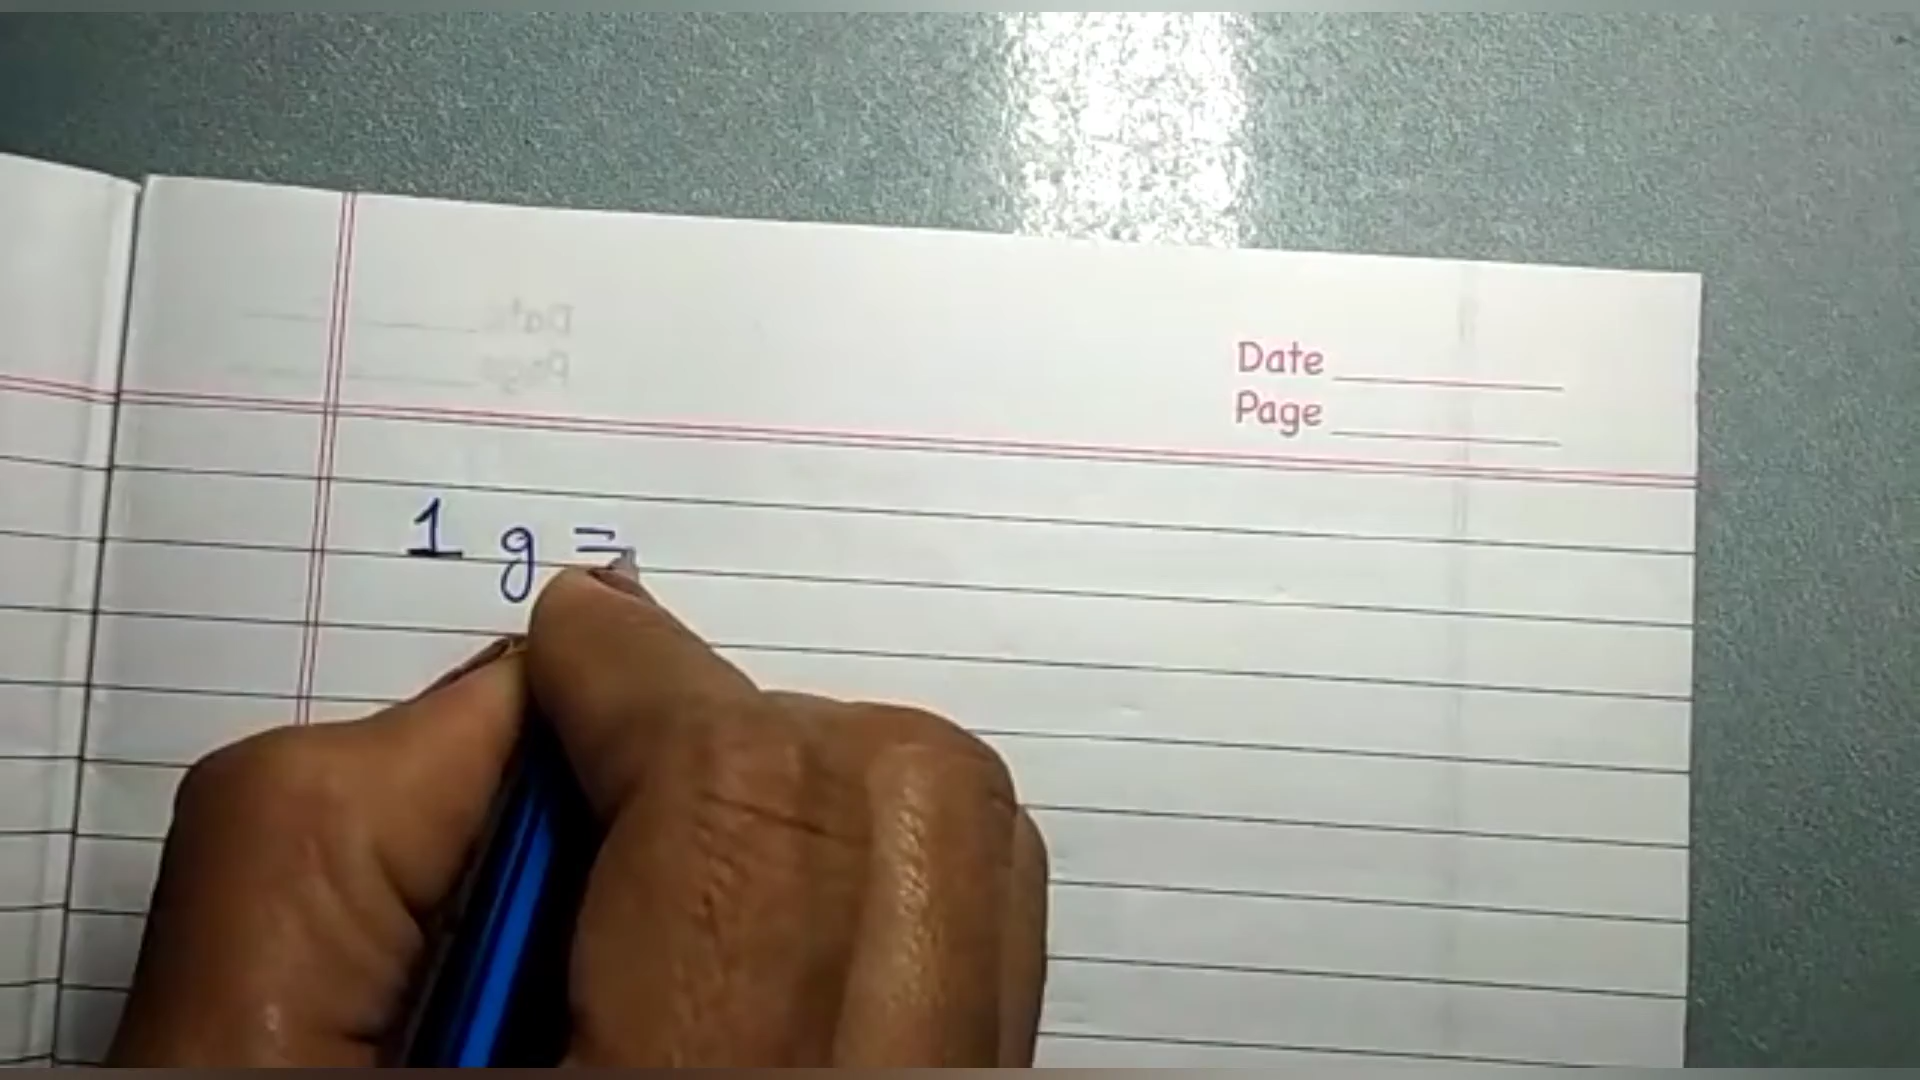 Date
Page
1 g =